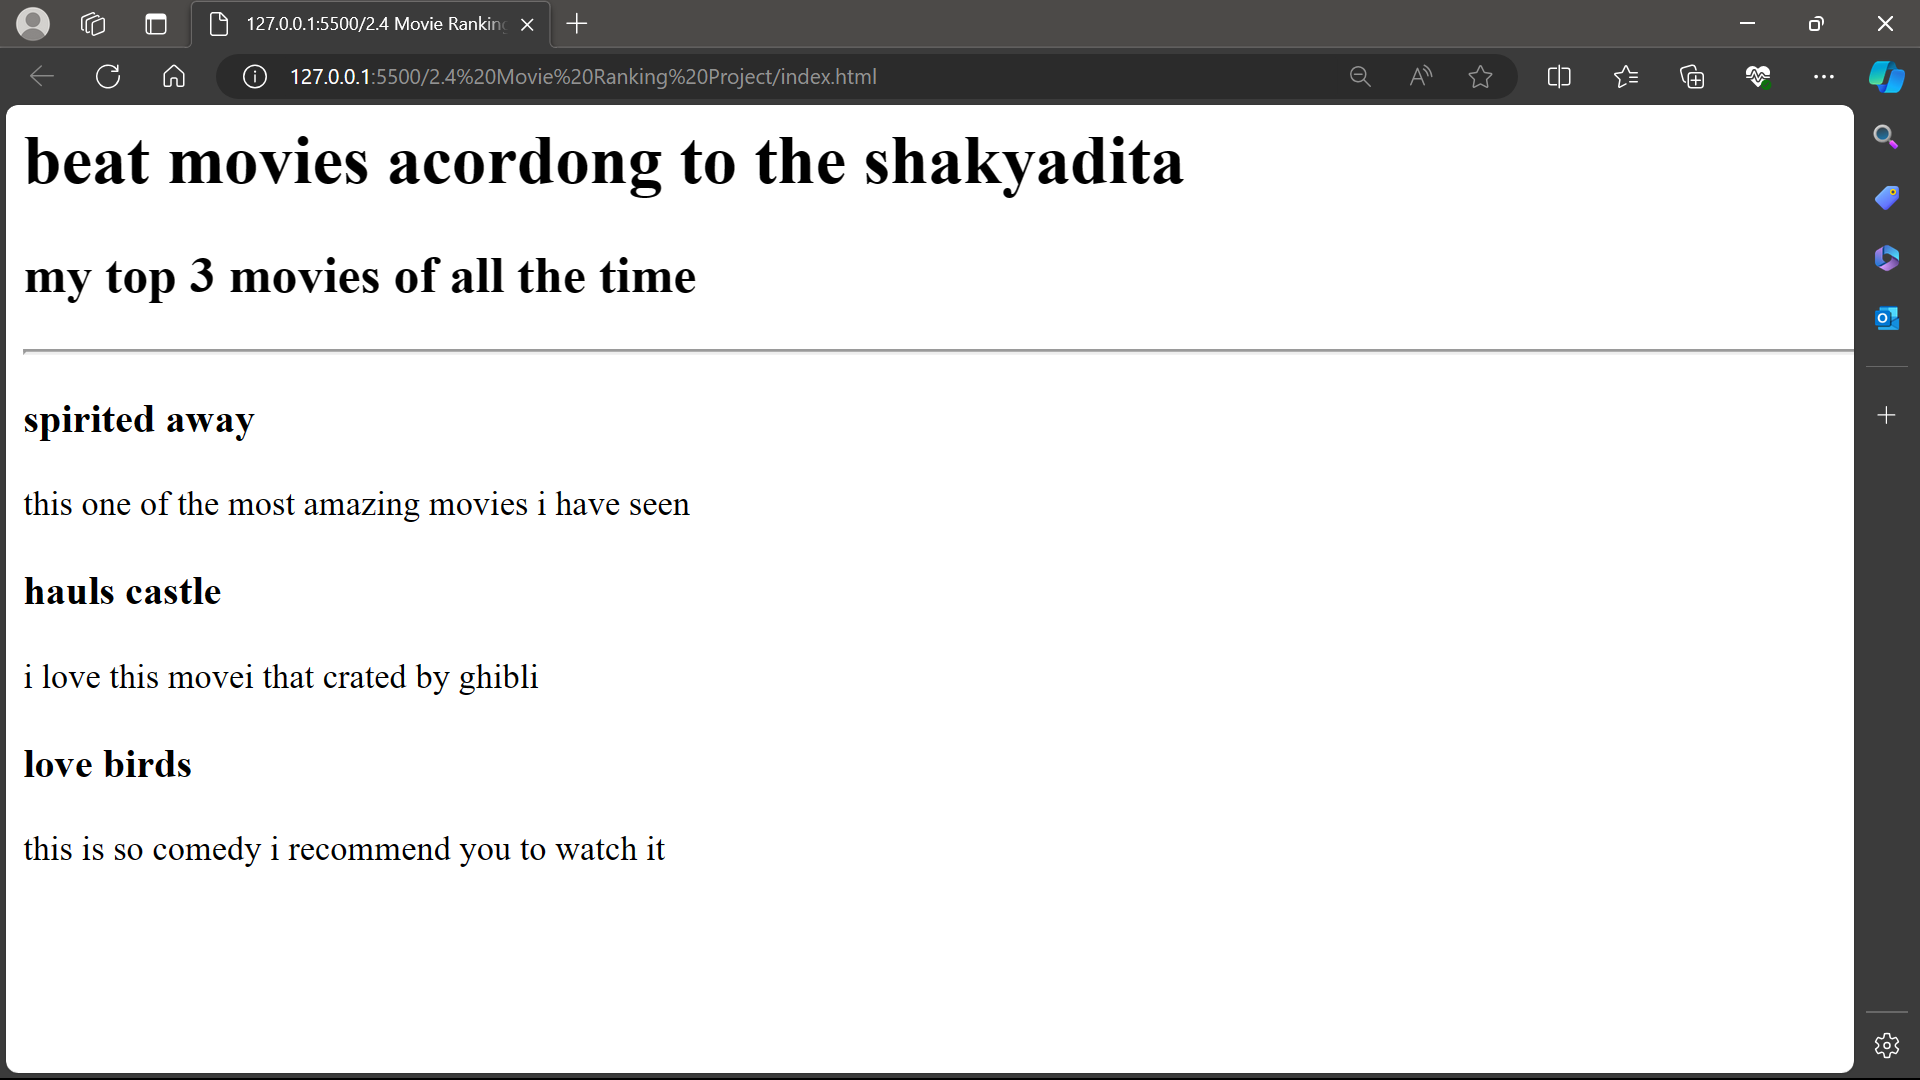 127.0.0.1:5500/2.4 Movie Ranking
127.0.0.1:5500/2.4%20Movie%20Ranking%20Project/index.html
beat movies acordong to the shakyadita
my top 3 movies of all the time
spirited away
this one of the most amazing movies i have seen
hauls castle
i love this movei that crated by ghibli
love birds
this is so comedy i recommend you to watch it